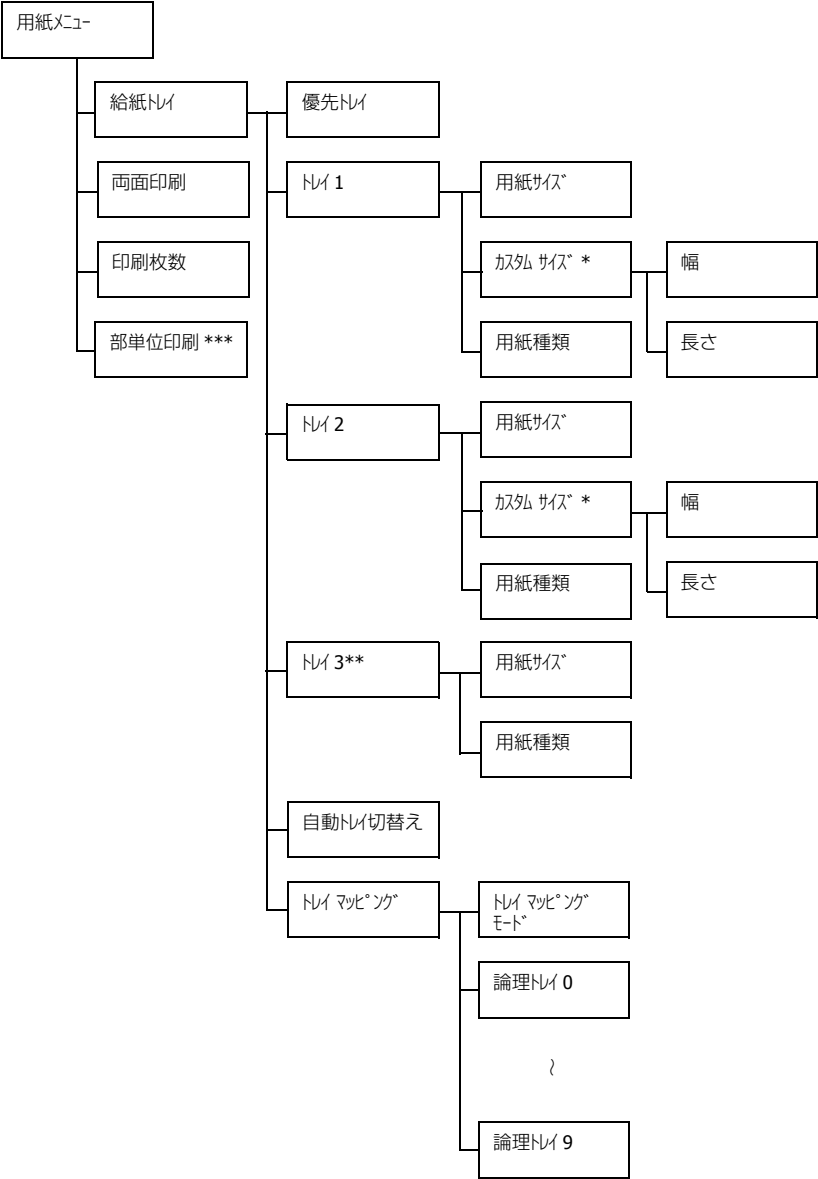 用紙ﾒﾆｭｰ
給紙ﾄﾚｲ
優先ﾄﾚｲ
両面印刷
ﾄﾚｲ 1
用紙ｻｲｽﾞ
印刷枚数
ｶｽﾀﾑ ｻｲｽﾞ *
幅
部単位印刷 ***
用紙種類
長さ
ﾄﾚｲ 2
用紙ｻｲｽﾞ
ｶｽﾀﾑ ｻｲｽﾞ *
幅
用紙種類
長さ
ﾄﾚｲ 3**
用紙ｻｲｽﾞ
用紙種類
自動ﾄﾚｲ切替え
ﾄﾚｲ ﾏｯﾋﾟﾝｸﾞ
ﾄﾚｲ ﾏｯﾋﾟﾝｸﾞ
ﾓｰﾄﾞ
論理ﾄﾚｲ 0
~
論理ﾄﾚｲ 9